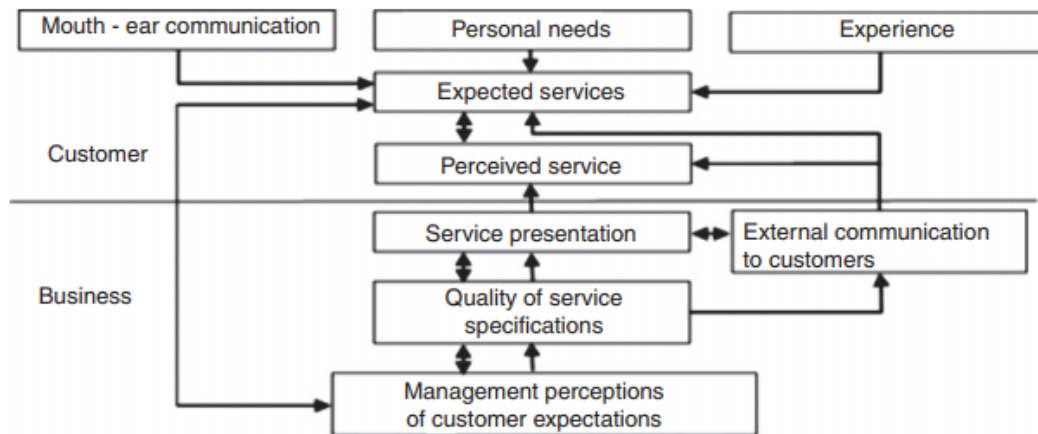 Mouth - ear communication
Personal needs
Experience
Expected services
Customer
Perceived service
Service presentation
External communication
to customers
Business
Quality of service
specifications
Management perceptions
of customer expectations